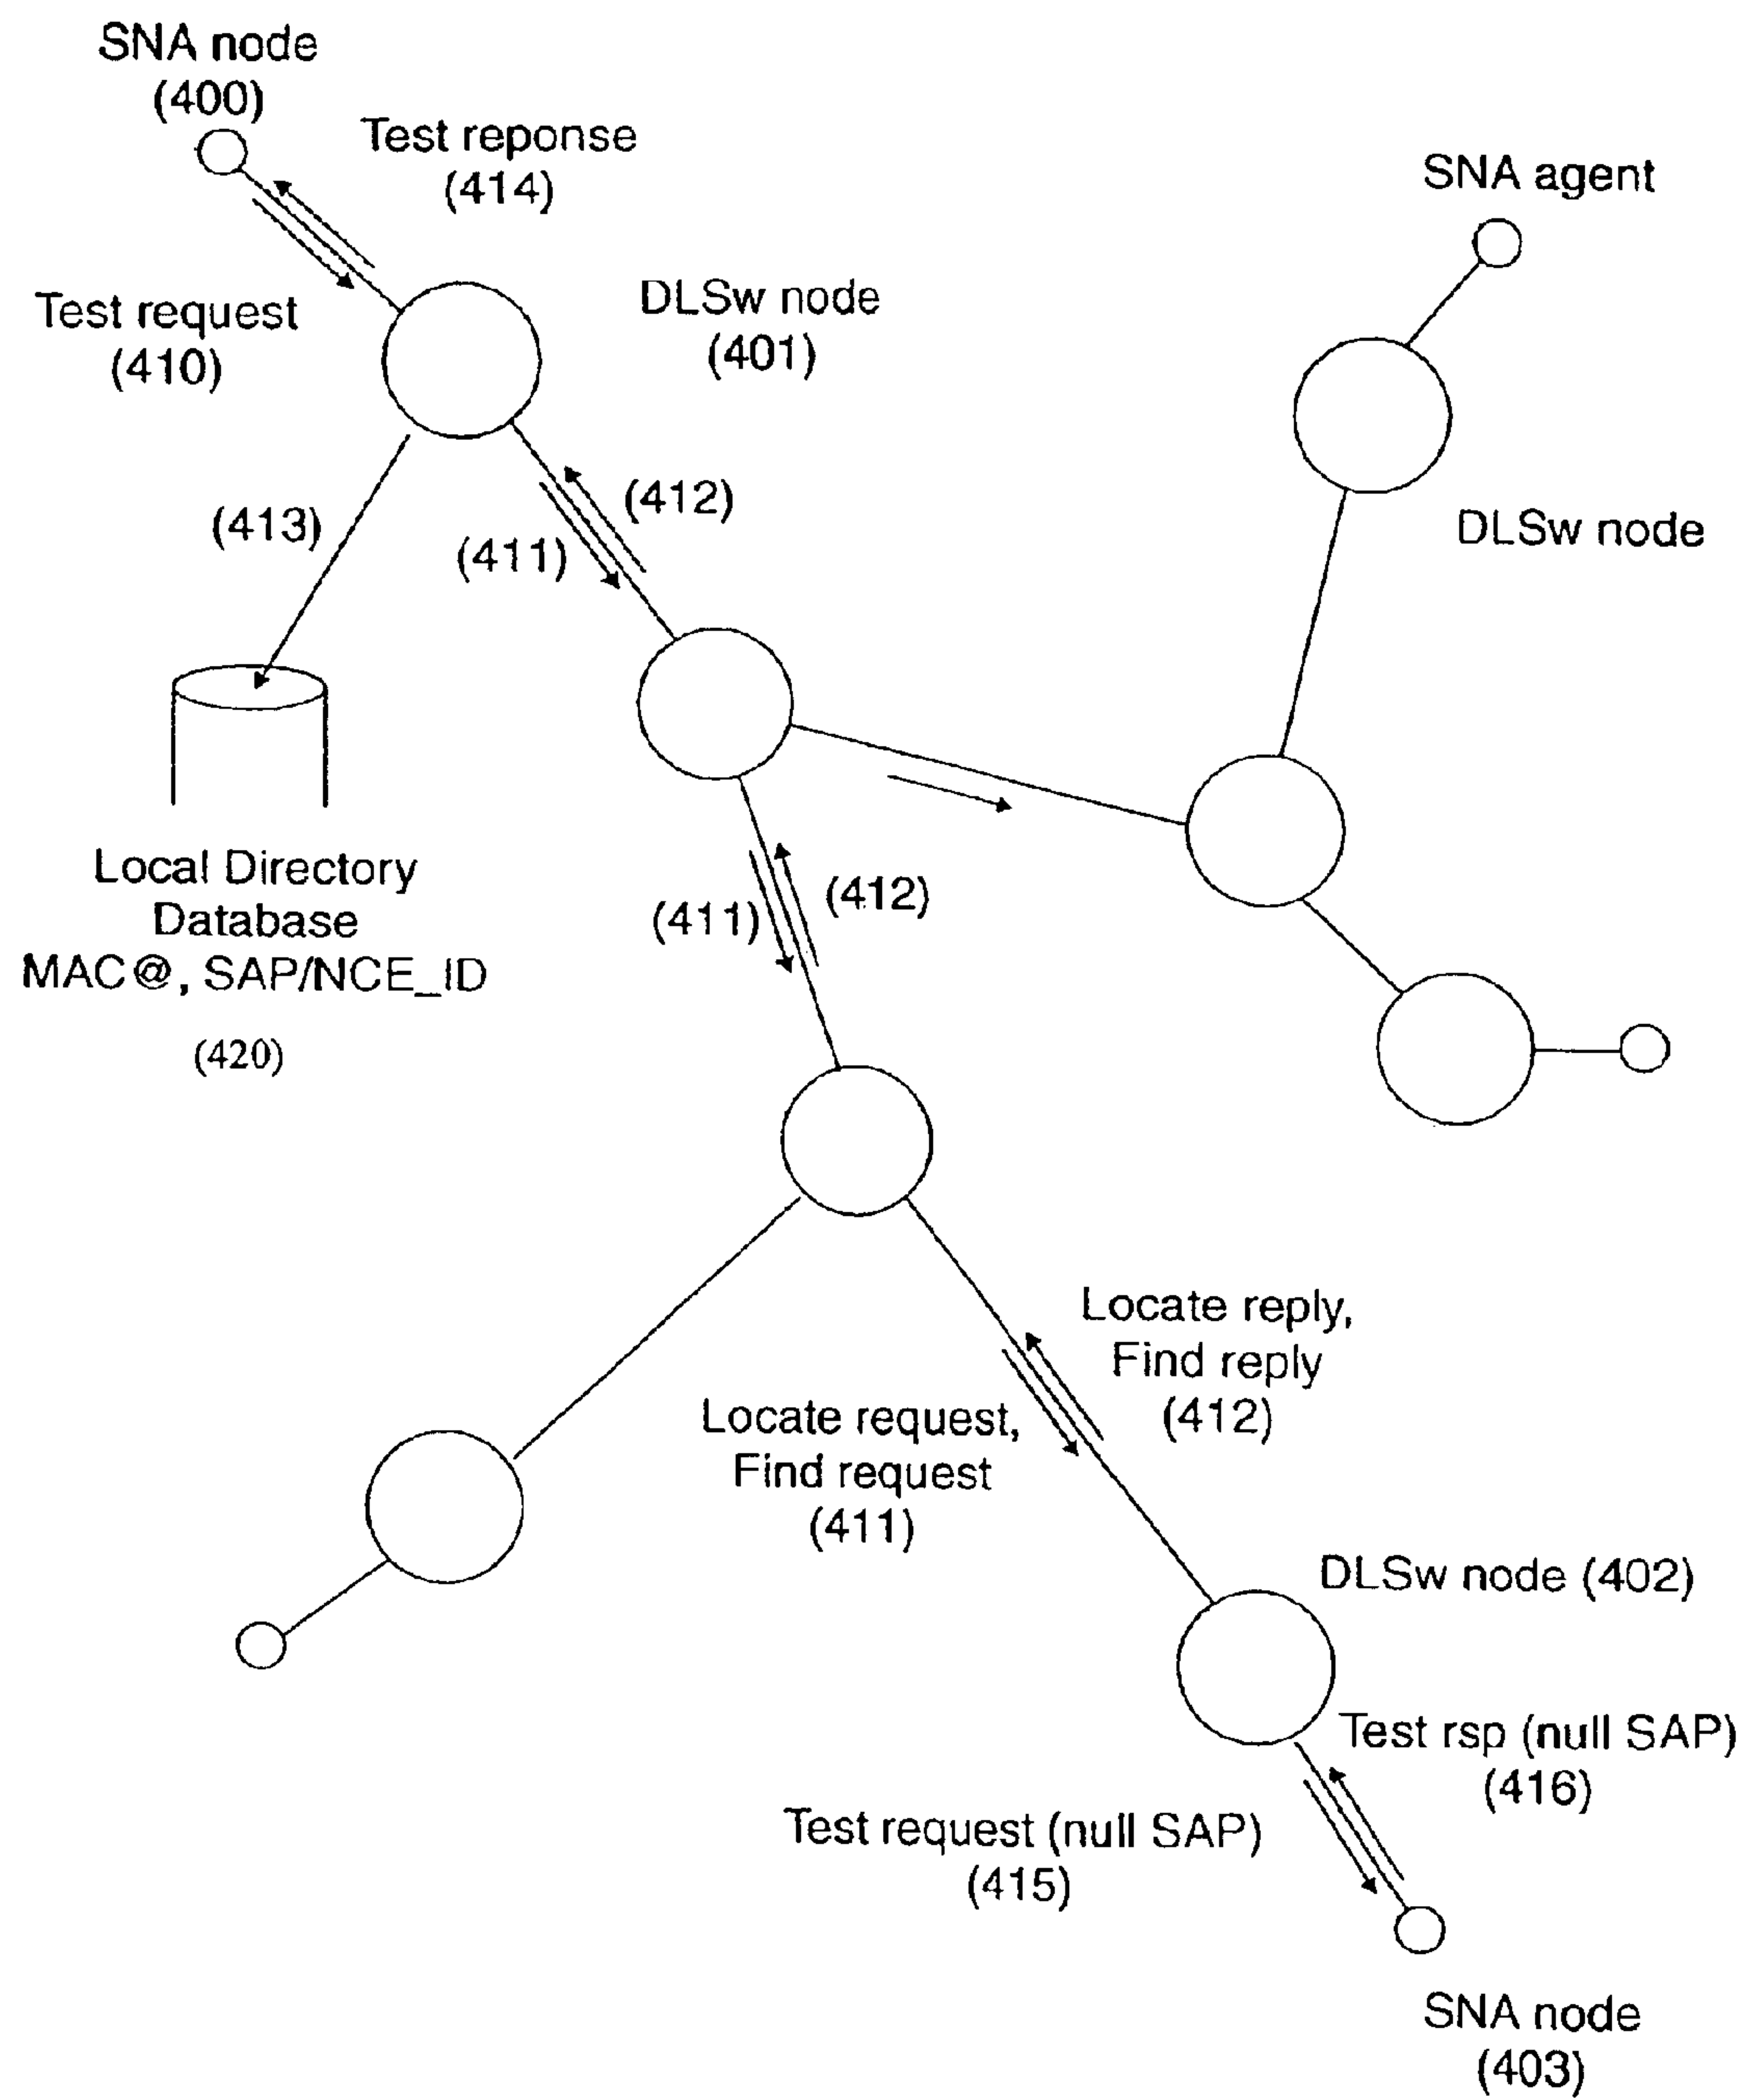 SNA node
(400)
Test reponse
(414)
SNA agent
Test request
(410)
DLSw node
(401)
(412)
(413)
(411)
DLSw node
Local Directory
Database
MAC@, SAP/NCE_ID
(420)
(412)
(411)
Locate reply,
Find reply
(412)
Locate request,
Find request
(411)
DLSw node (402)
Test rsp (null SAP)
(416)
Test request (null SAP)
(415)
SNA node
(403)